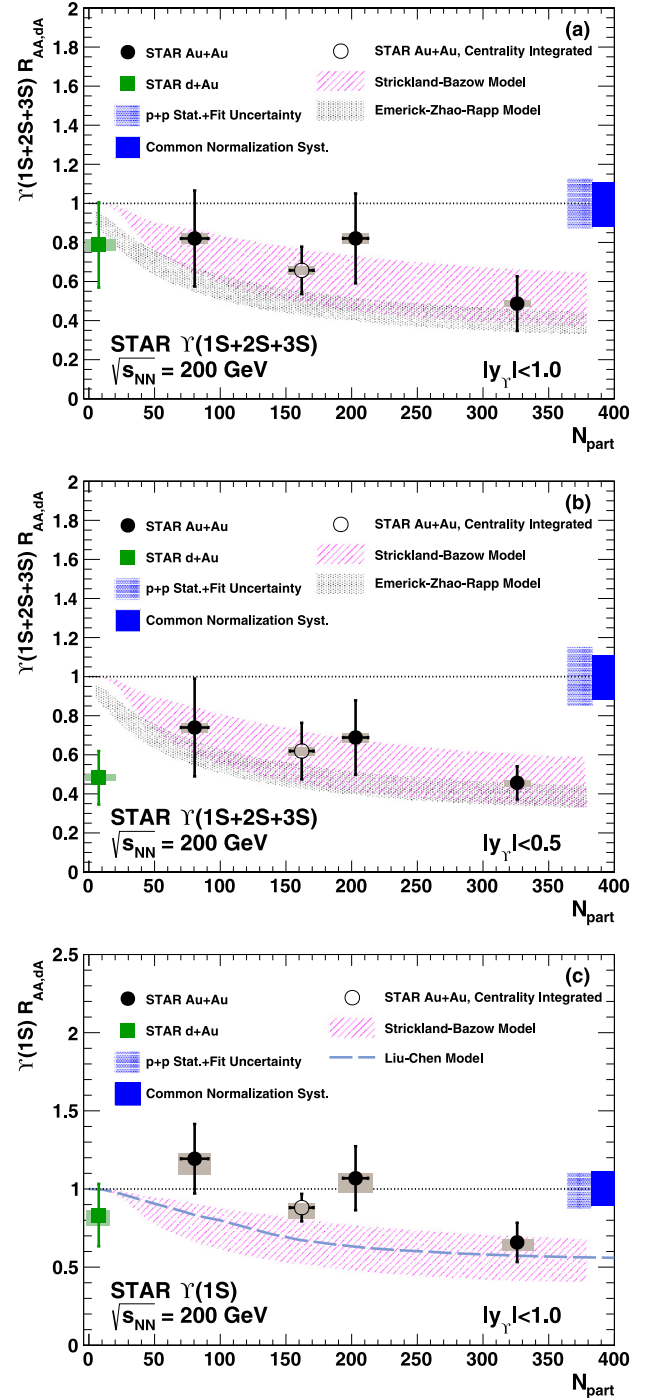 (a)
Υ(1S+2S+3S) R_AA,dA
2
1.8
1.6
1.4
1.2
1
0.8
0.6
0.4
0.2
0
STAR Au+Au
STAR d+Au
p+p Stat.+Fit Uncertainty
Common Normalization Syst.
STAR Au+Au, Centrality Integrated
Strickland-Bazow Model
Emerick-Zhao-Rapp Model
STAR Υ(1S+2S+3S)
√s_NN = 200 GeV
|y_Υ|<1.0
0 50 100 150 200 250 300 350 400
N_part
(b)
Υ(1S+2S+3S) R_AA,dA
2
1.8
1.6
1.4
1.2
1
0.8
0.6
0.4
0.2
0
STAR Au+Au
STAR d+Au
p+p Stat.+Fit Uncertainty
Common Normalization Syst.
STAR Au+Au, Centrality Integrated
Strickland-Bazow Model
Emerick-Zhao-Rapp Model
STAR Υ(1S+2S+3S)
√s_NN = 200 GeV
|y_Υ|<0.5
0 50 100 150 200 250 300 350 400
N_part
(c)
Υ(1S) R_AA,dA
2.5
2
1.5
1
0.5
0
STAR Au+Au
STAR d+Au
p+p Stat.+Fit Uncertainty
Common Normalization Syst.
STAR Au+Au, Centrality Integrated
Strickland-Bazow Model
Liu-Chen Model
STAR Υ(1S)
√s_NN = 200 GeV
|y_Υ|<1.0
0 50 100 150 200 250 300 350 400
N_part